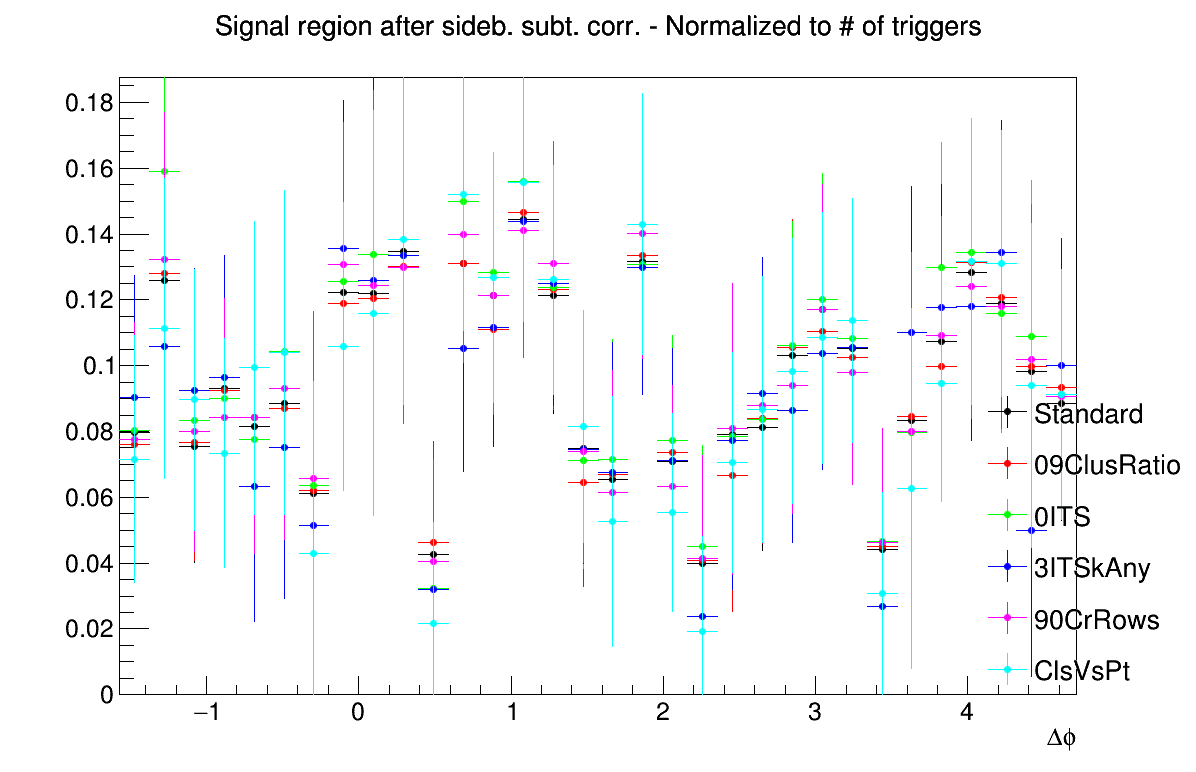 Signal region after sideb. subt. corr. - Normalized to # of triggers
0.18
0.16
0.14
0.12
0.1
0.08
0.06
0.04
0.02
0
−1
0
1
2
3
4
Δϕ
Standard
09ClusRatio
0ITS
3ITSkAny
90CrRows
ClsVsPt